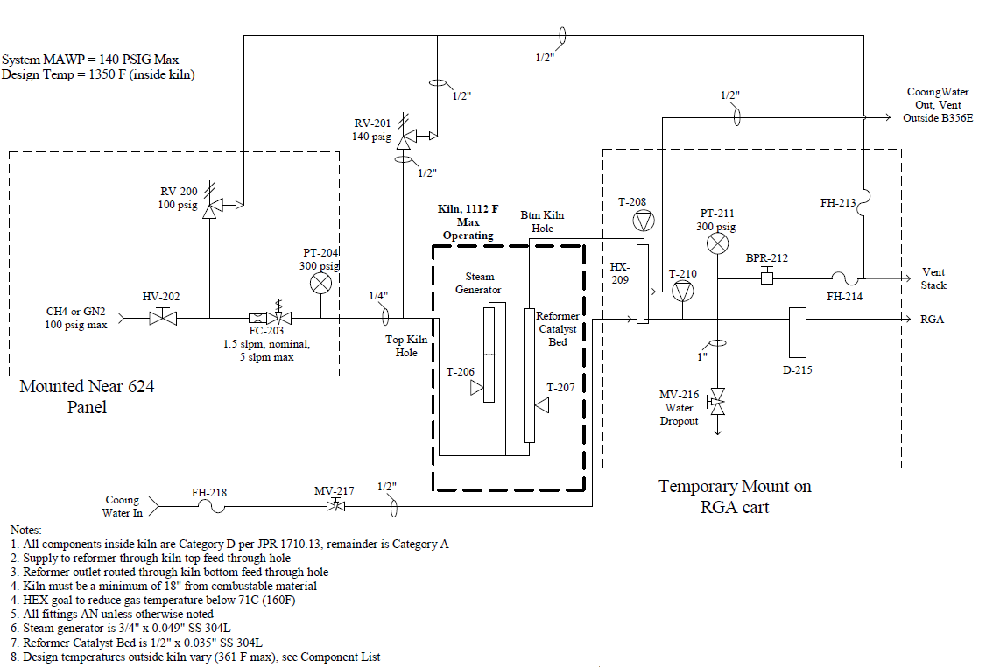 System MAWP = 140 PSIG Max
Design Temp = 1350 F (inside kiln)
1/2"
1/2"
1/2"
CooingWater
Out, Vent
Outside B356E
RV-201
140 psig
1/2"
RV-200
100 psig
Kiln, 1112 F
Max
Operating
Btm Kiln
Hole
T-208
PT-211
300 psig
FH-213
PT-204
300 psig
Steam
Generator
HX-
209
T-210
BPR-212
Vent
Stack
FH-214
HV-202
1/4"
CH4 or GN2
100 psig max
FC-203
1.5 slpm, nominal,
5 slpm max
Top Kiln
Hole
Reformer
Catalyst
Bed
RGA
1"
D-215
T-206
T-207
MV-216
Water
Dropout
Mounted Near 624
Panel
Temporary Mount on
RGA cart
Cooing
Water In
FH-218
MV-217
1/2"
Notes:
1. All components inside kiln are Category D per JPR 1710.13, remainder is Category A
2. Supply to reformer through kiln top feed through hole
3. Reformer outlet routed through kiln bottom feed through hole
4. Kiln must be a minimum of 18" from combustable material
4. HEX goal to reduce gas temperature below 71C (160F)
5. All fittings AN unless otherwise noted
6. Steam generator is 3/4" x 0.049" SS 304L
7. Reformer Catalyst Bed is 1/2" x 0.035" SS 304L
8. Design temperatures outside kiln vary (361 F max), see Component List